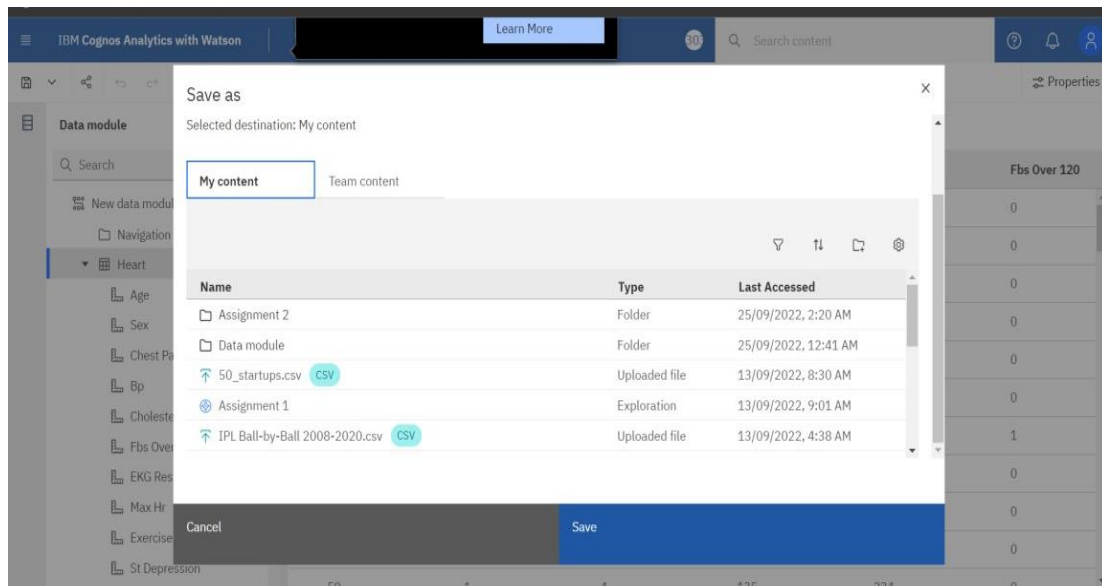 Learn More
IBM Cognos Analytics with Watson
30
Search content
Properties
Save as
X
Data module
Selected destination: My content
Search
My content
Team content
Fbs Over 120
New data modul
0
Navigation
0
Heart
Name Type Last Accessed
0
Age
Assignment 2 Folder 25/09/2022, 2:20 AM
0
Sex
Data module Folder 25/09/2022, 12:41 AM
0
Chest Pa
50_startups.csv CSV Uploaded file 13/09/2022, 8:30 AM
0
Bp
Assignment 1 Exploration 13/09/2022, 9:01 AM
Choleste
IPL Ball-by-Ball 2008-2020.csv CSV Uploaded file 13/09/2022, 4:38 AM
1
Fbs Over
0
EKG Res
0
Max Hr
Cancel
Save
Exercise
0
St Depression